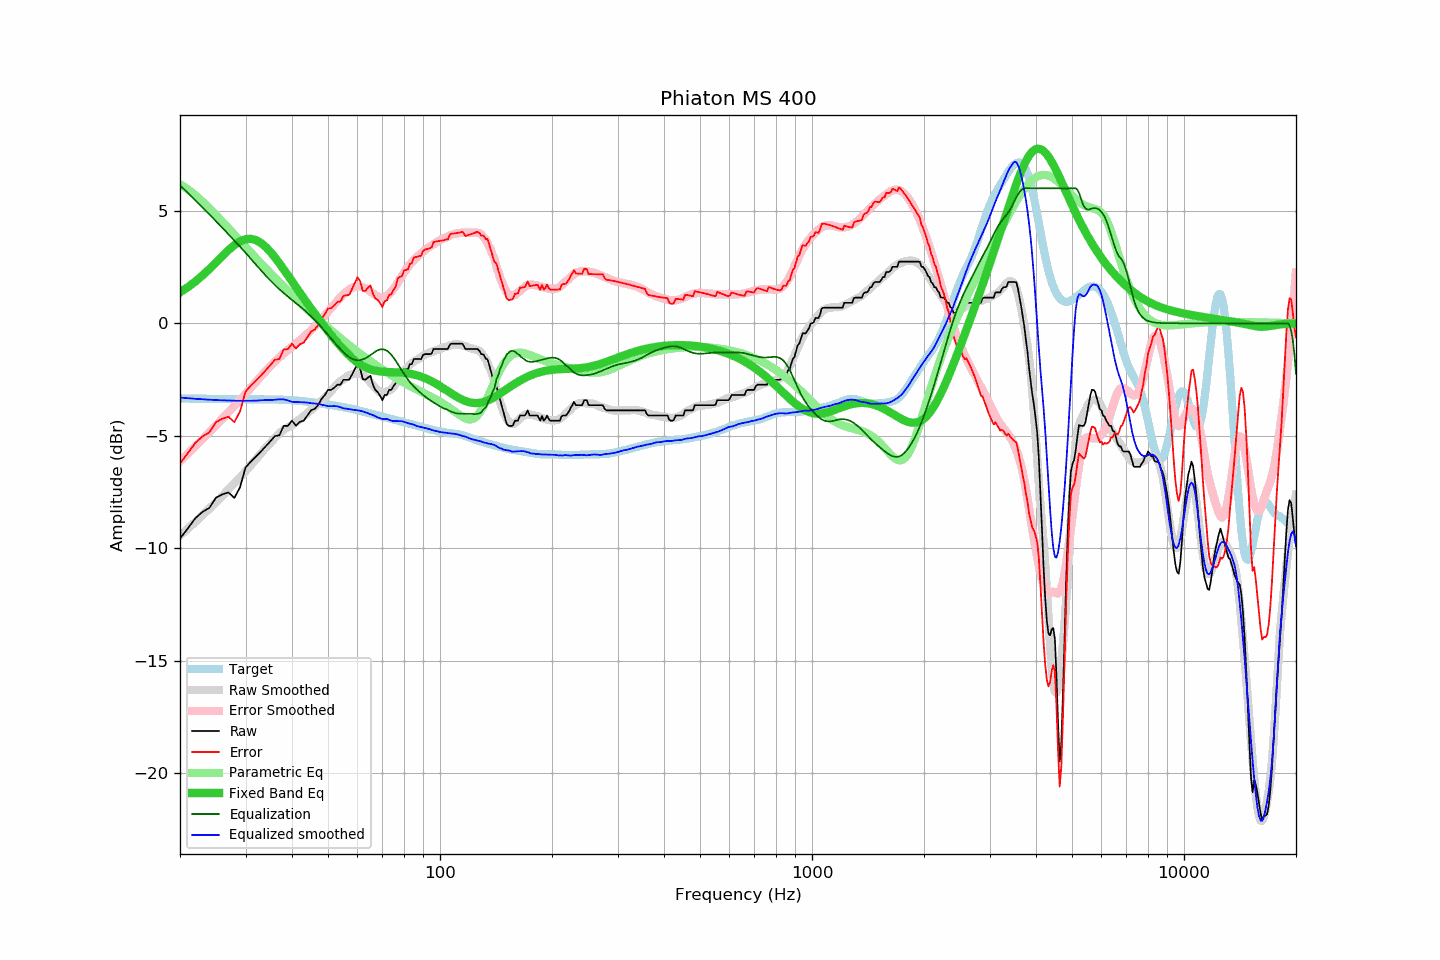 Phiaton MS 400
Amplitude (dBr)
5
0
−5
−10
−15
−20
Target
Raw Smoothed
Error Smoothed
Raw
Error
Parametric Eq
Fixed Band Eq
Equalization
Equalized smoothed
100
1000
10000
Frequency (Hz)